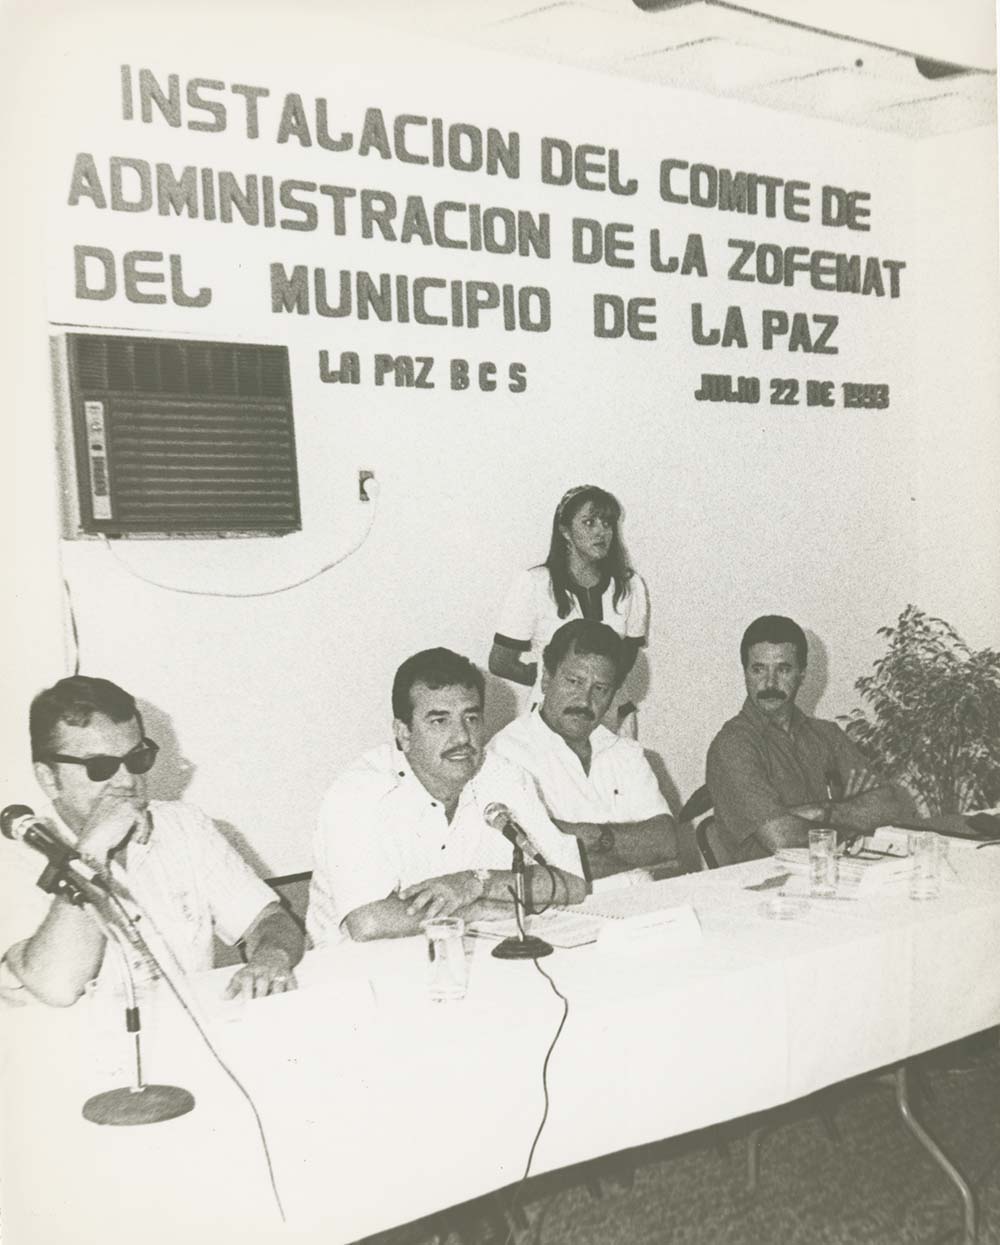 INSTALACION DEL COMITE DE
ADMINISTRACION DE LA ZOFEMAT
DEL MUNICIPIO DE LA PAZ
LA PAZ B C S JULIO 22 DE 1993